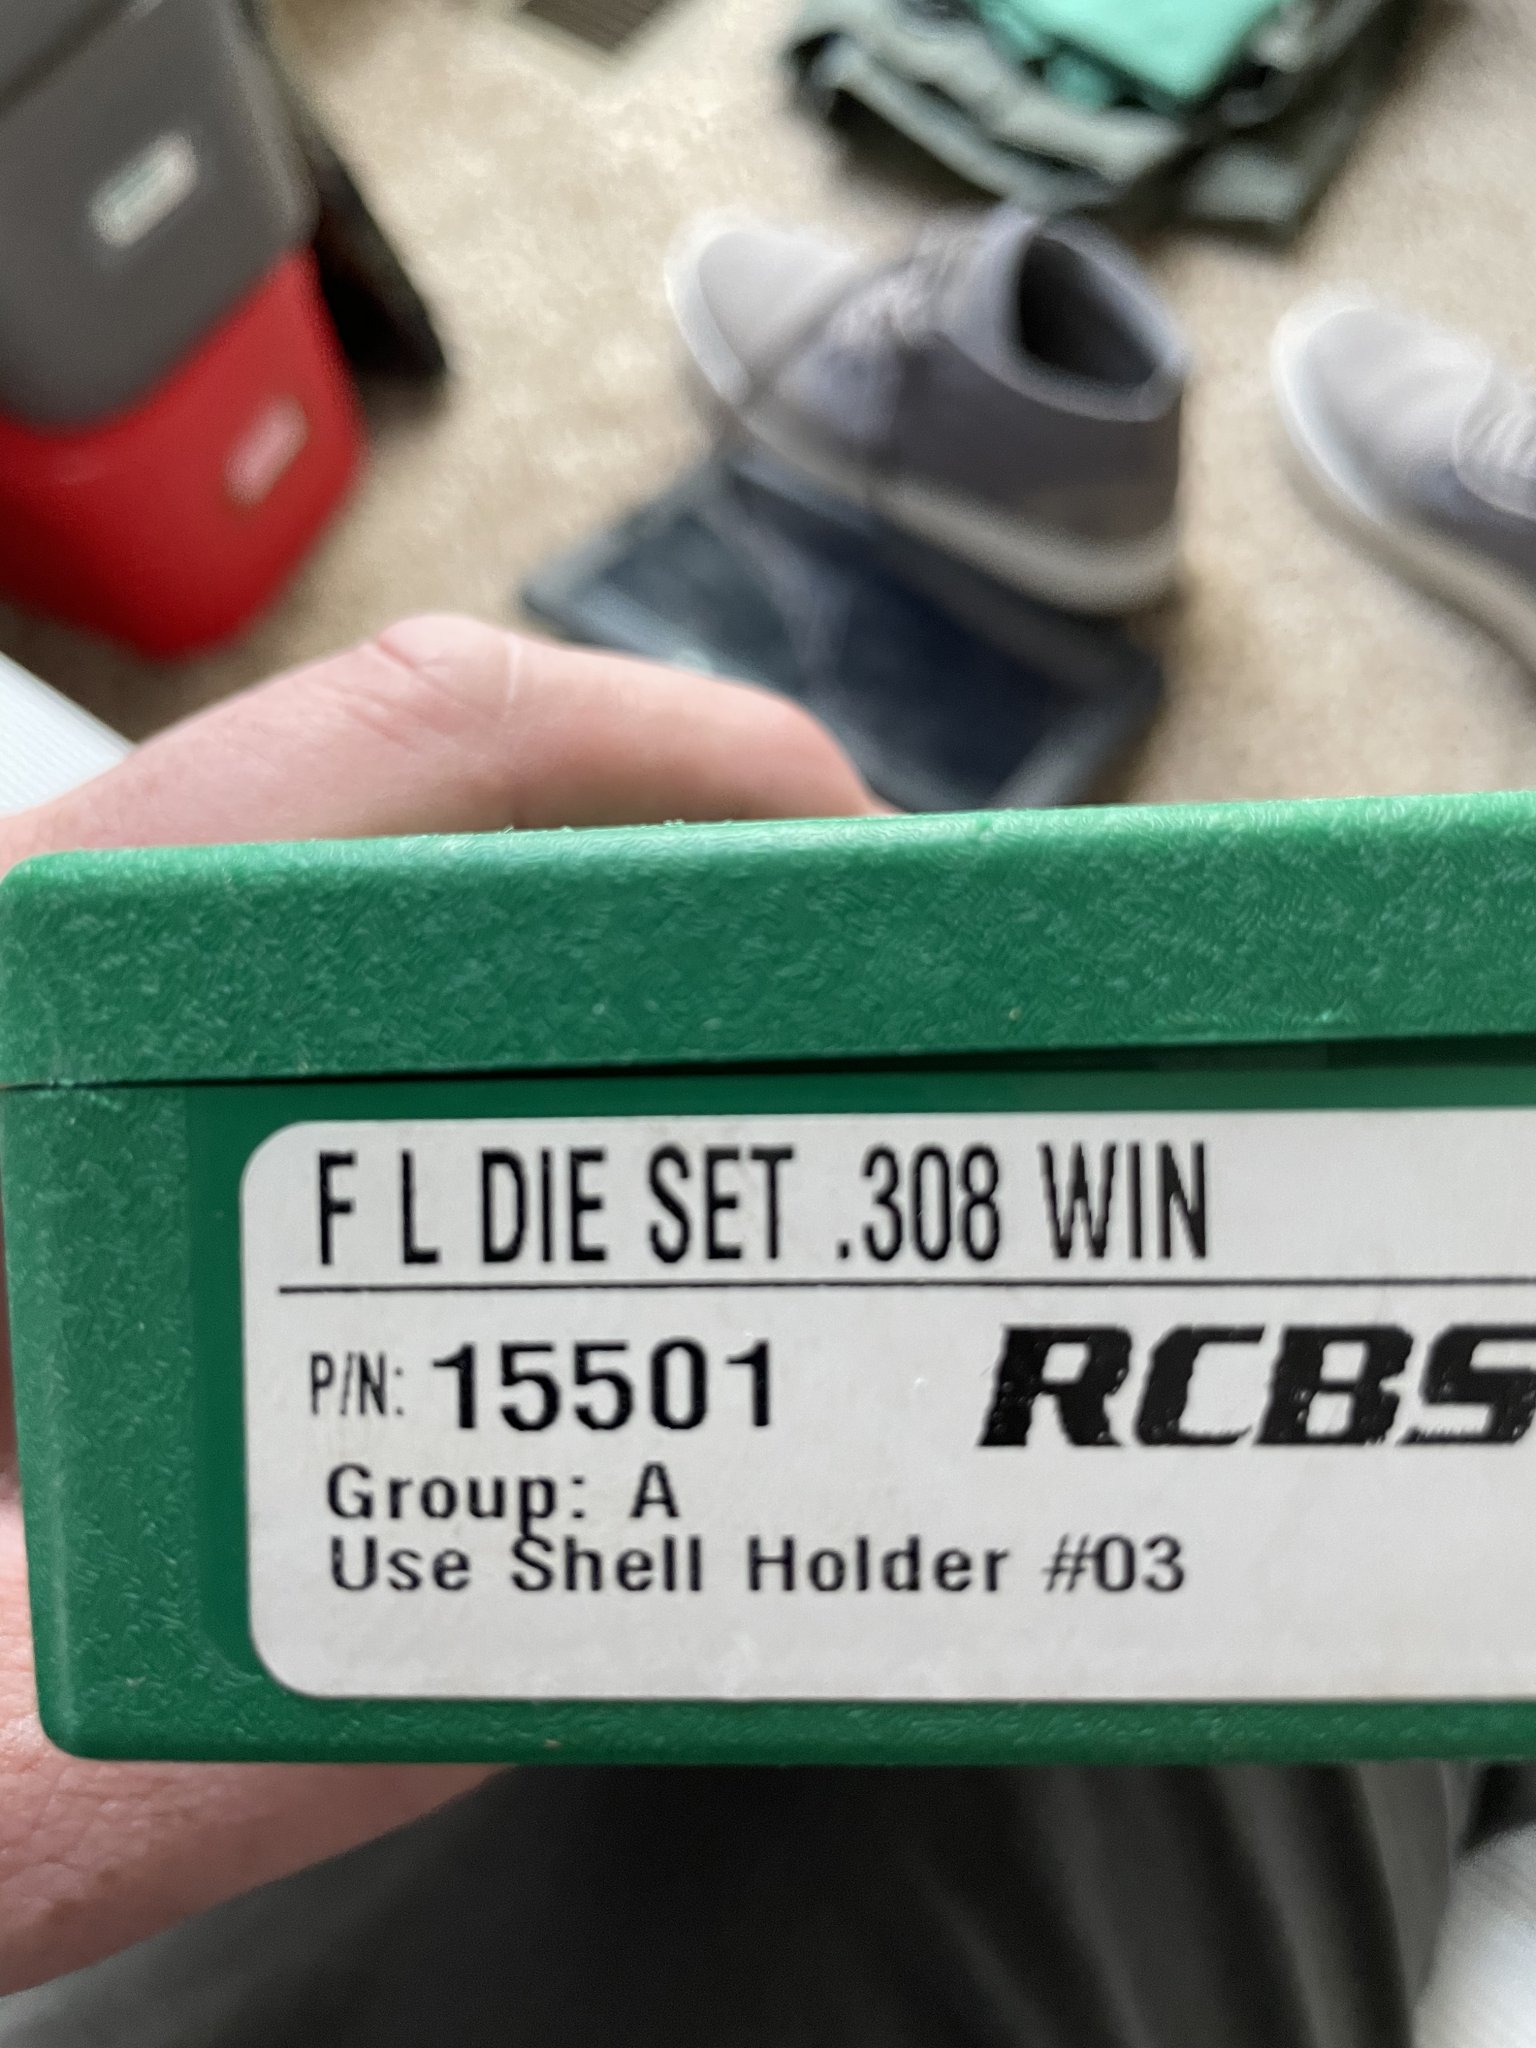 F L DIE SET .308 WIN
P/N: 15501
RCBS
Group: A
Use Shell Holder #03